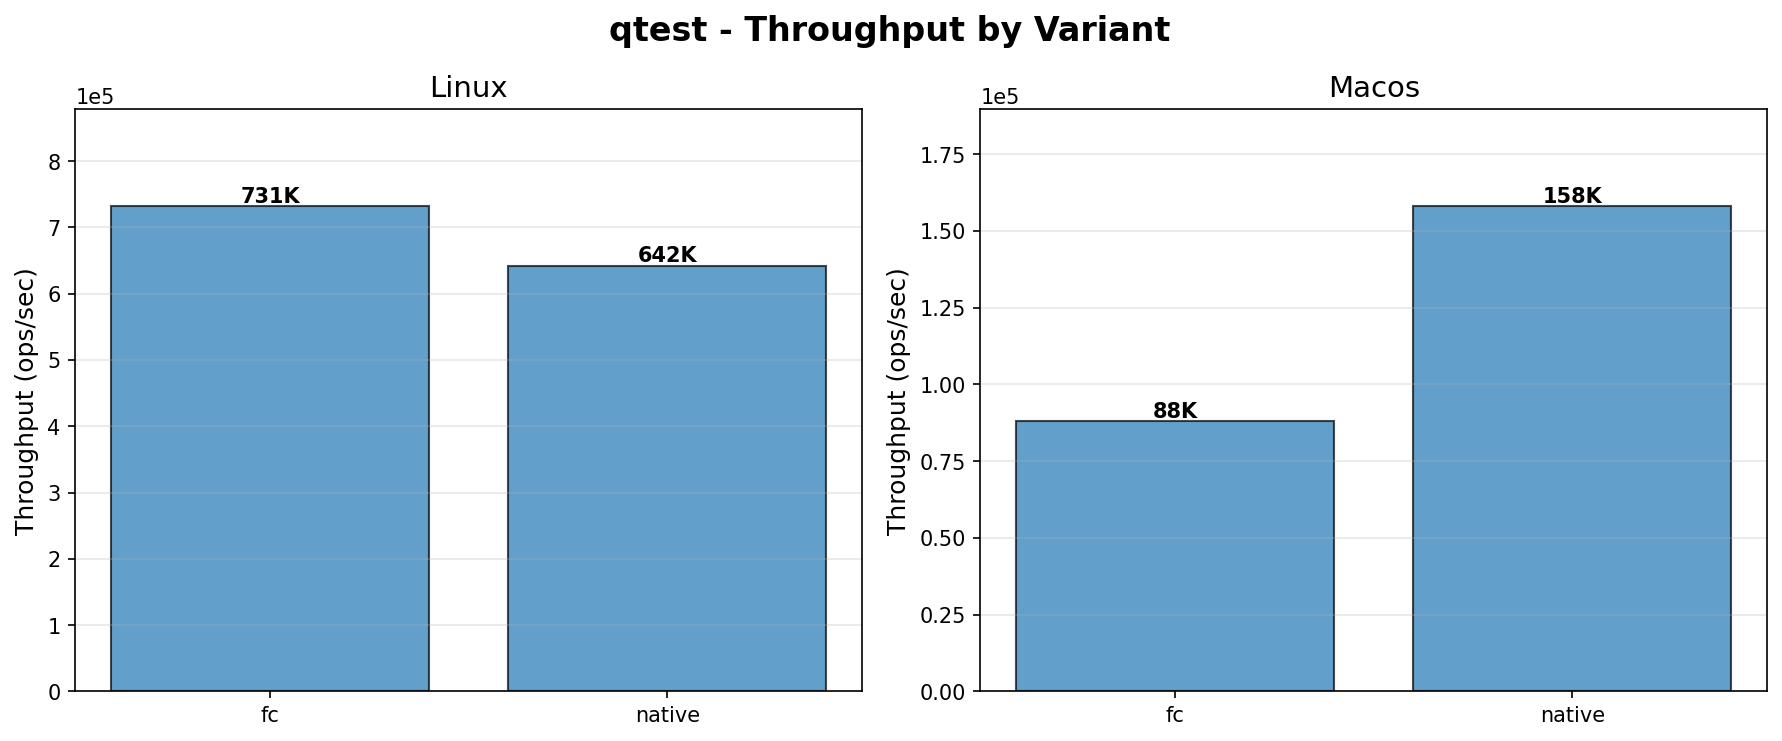 qtest - Throughput by Variant
Linux
1e5
Throughput (ops/sec)
8
7
6
5
4
3
2
1
0
731K
642K
fc
native
Macos
1e5
Throughput (ops/sec)
1.75
1.50
1.25
1.00
0.75
0.50
0.25
0.00
88K
158K
fc
native